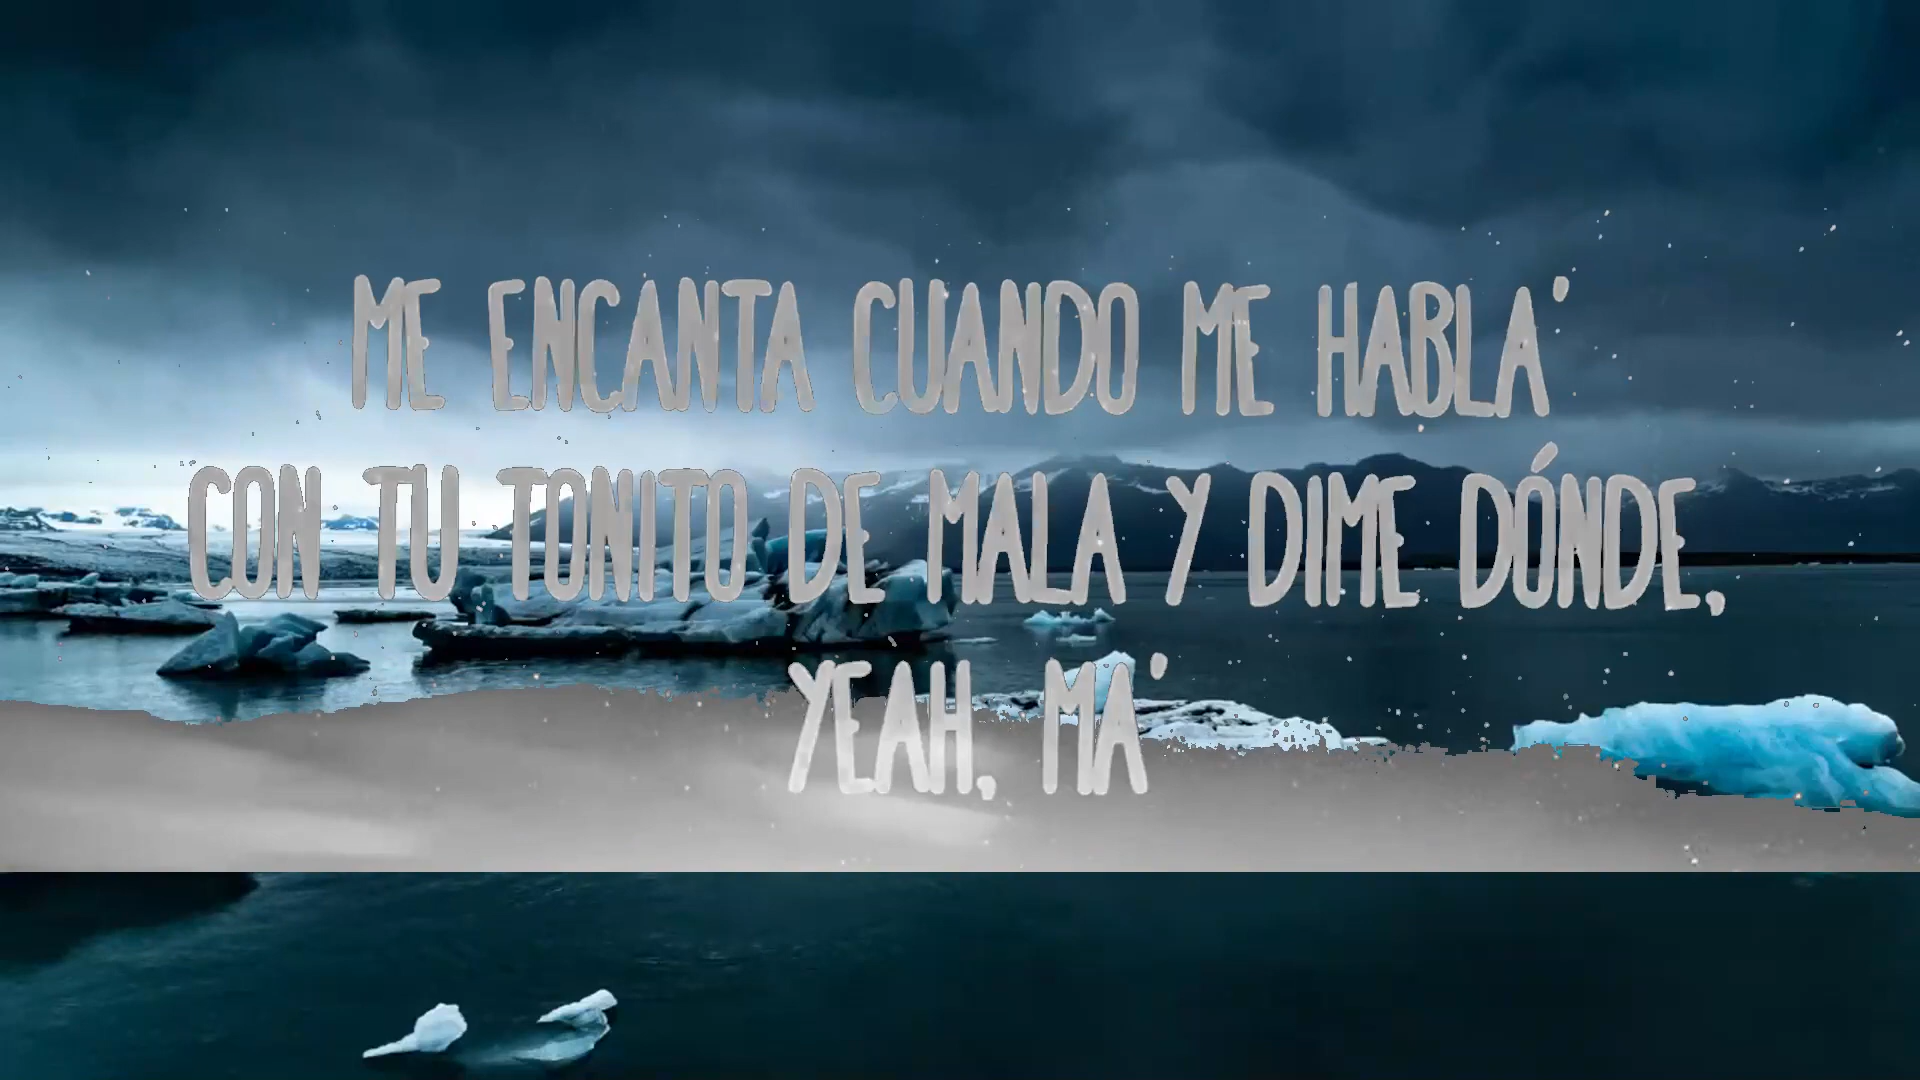 ME ENCANTA CUANDO ME HABLA'
CON TU TONITO DE MALA Y DIME DÓNDE,
YEAH, MA'